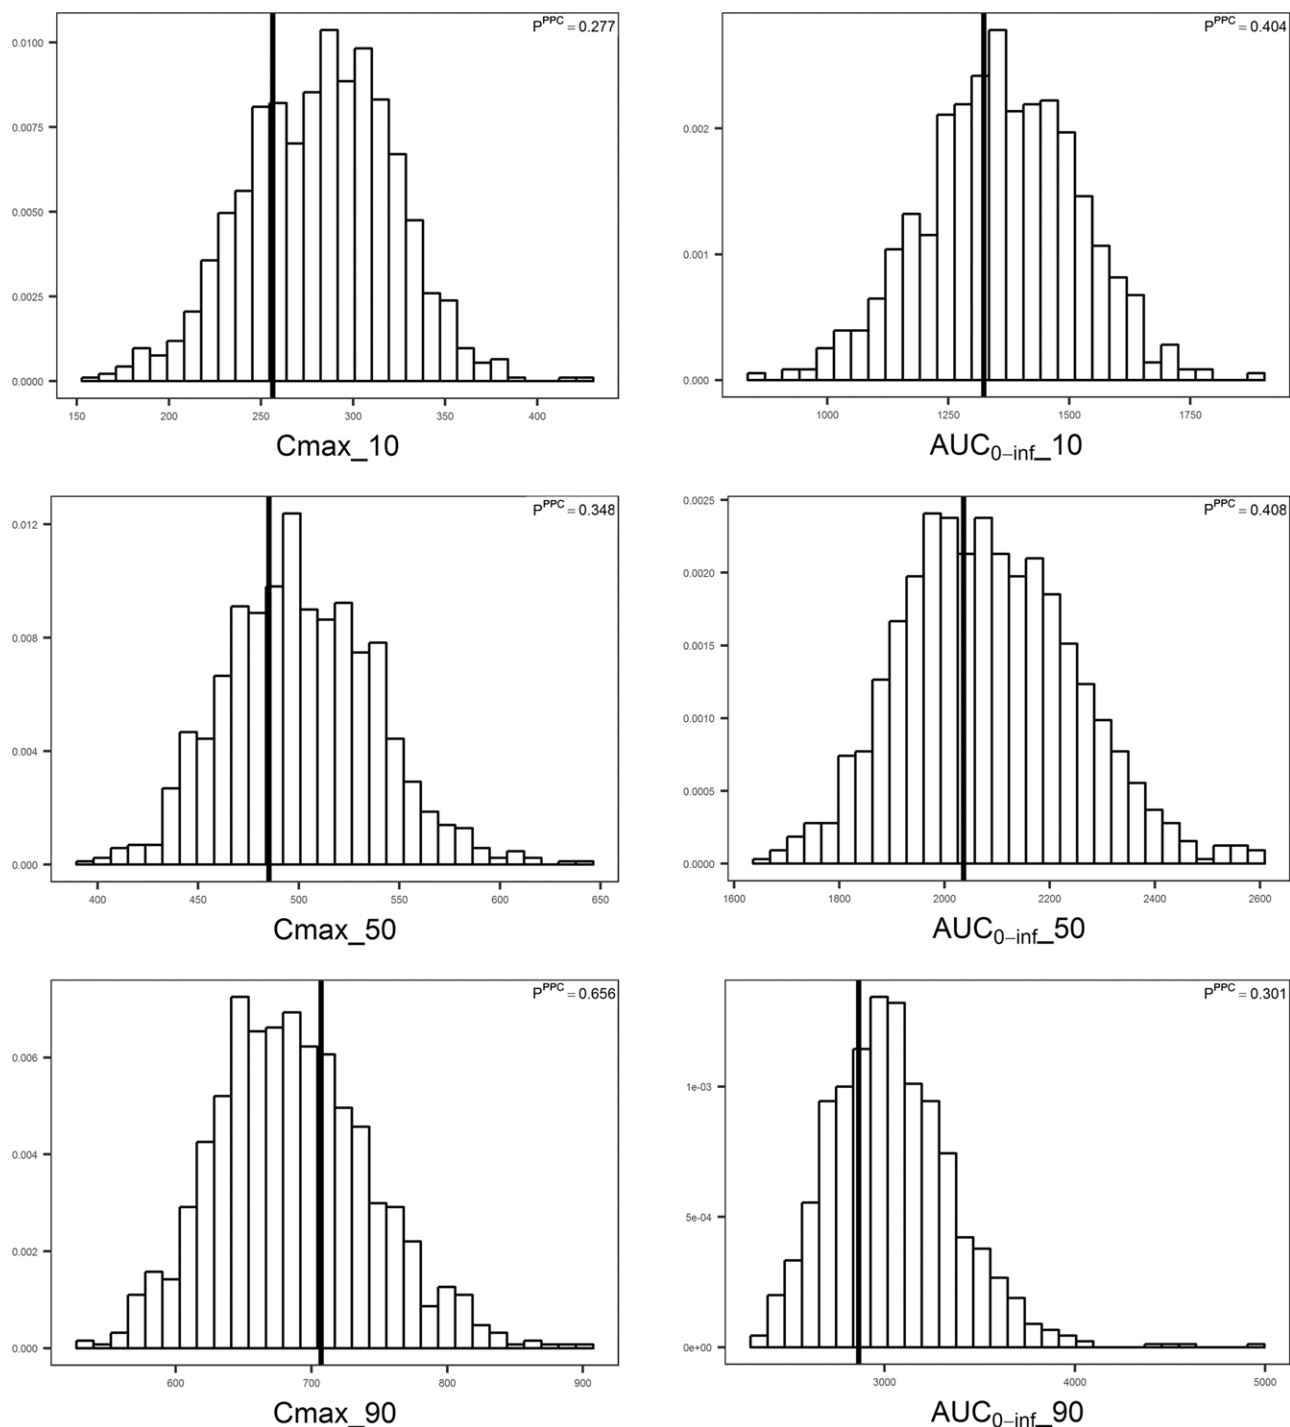 P^PPC = 0.277
0.0100
0.0075
0.0050
0.0025
0.0000
150 200 250 300 350 400
Cmax_10
P^PPC = 0.404
0.002
0.001
0.000
1000 1250 1500 1750
AUC0–inf_10
P^PPC = 0.348
0.012
0.008
0.004
0.000
400 450 500 550 600 650
Cmax_50
P^PPC = 0.408
0.0025
0.0020
0.0015
0.0010
0.0005
0.0000
1600 1800 2000 2200 2400 2600
AUC0–inf_50
P^PPC = 0.656
0.006
0.004
0.002
0.000
600 700 800 900
Cmax_90
P^PPC = 0.301
1e-03
5e-04
0e+00
3000 4000 5000
AUC0–inf_90